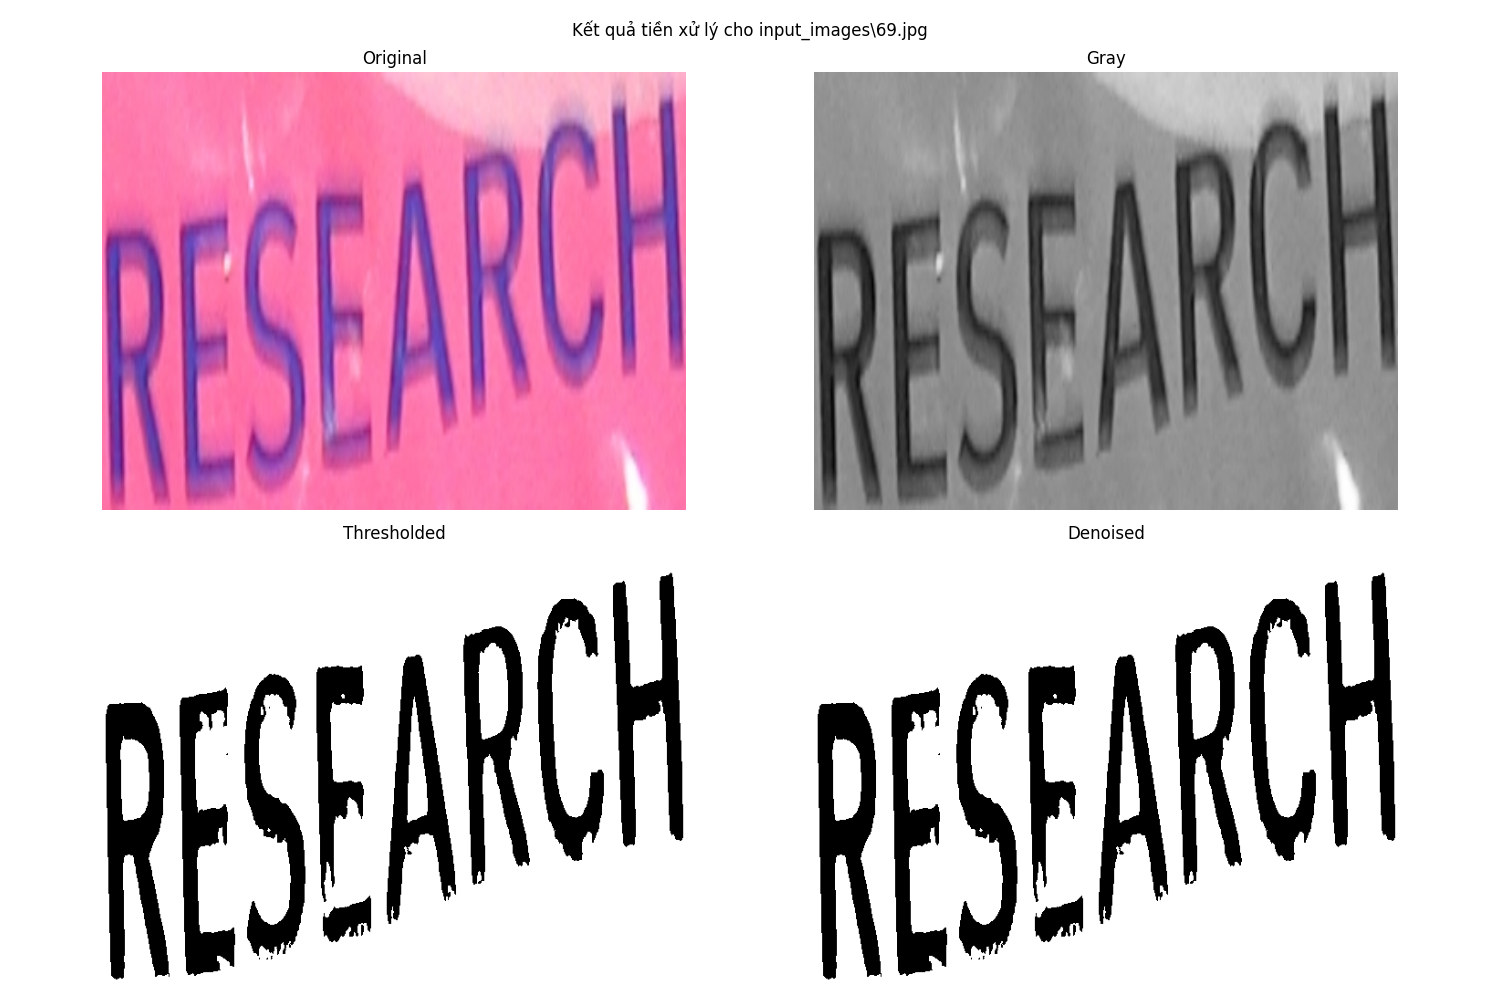 Kết quả tiền xử lý cho input_images\69.jpg
Original
Gray
RESEARCH
RESEARCH
Thresholded
Denoised
RESEARCH
RESEARCH